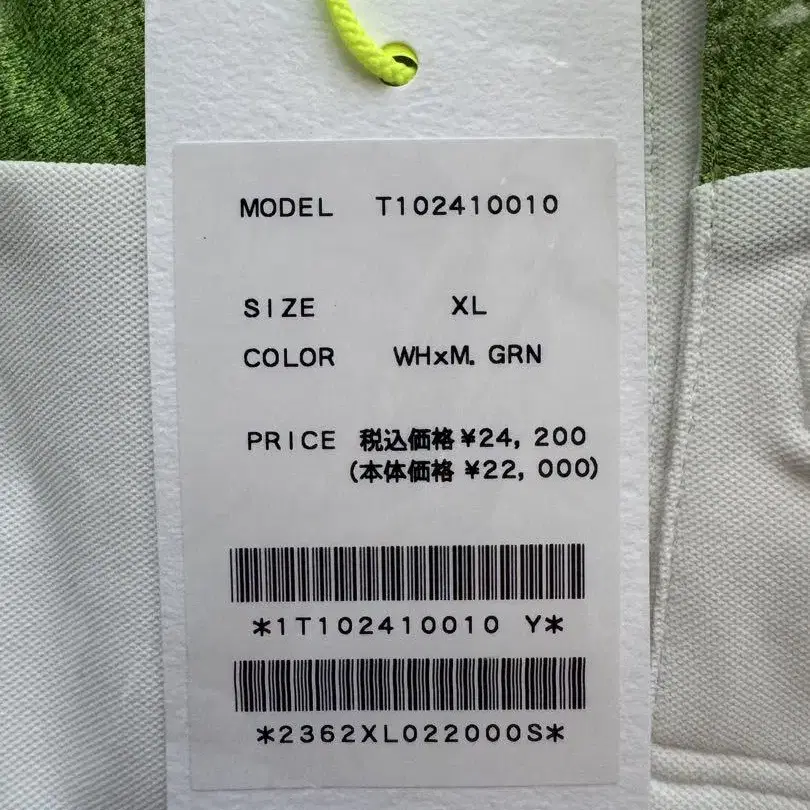 MODEL T102410010
SIZE XL
COLOR WHxM. GRN
PRICE 税込価格 ¥24, 200
(本体価格 ¥22, 000)
*1T102410010 Y*
*2362XL022000S*